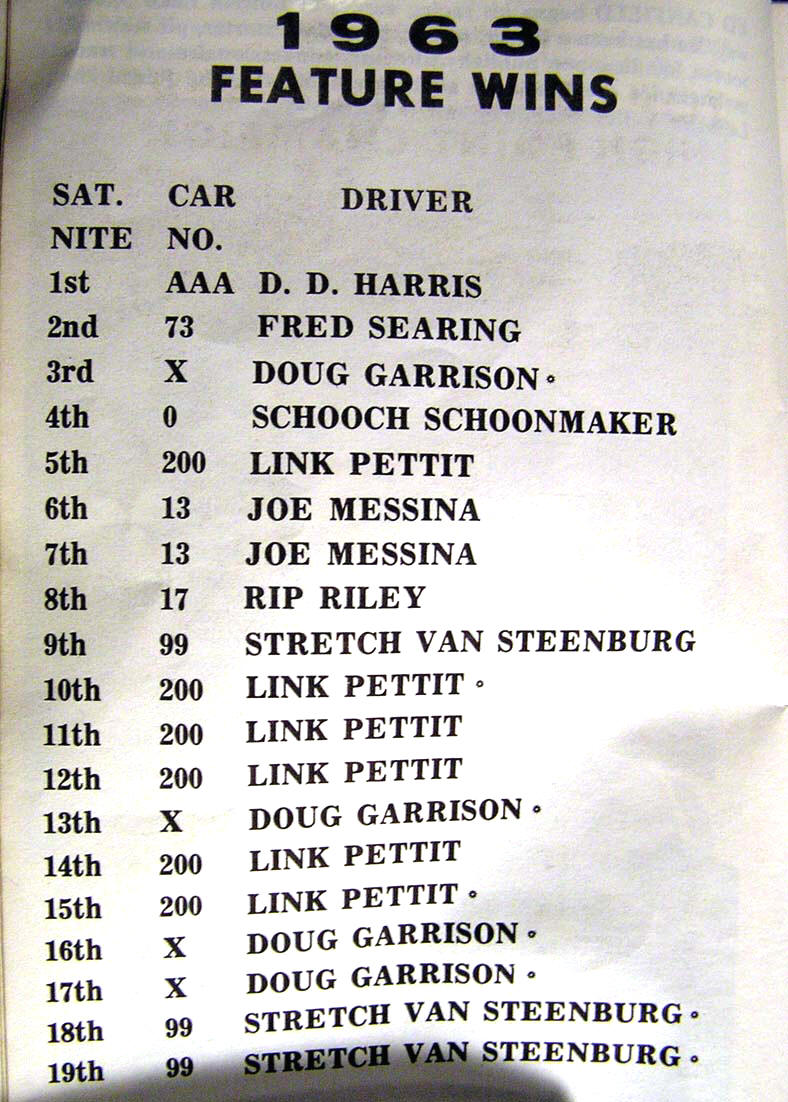 1963
FEATURE WINS
SAT. CAR DRIVER
NITE NO.
1st AAA D. D. HARRIS
2nd 73 FRED SEARING
3rd X DOUG GARRISON °
4th 0 SCHOOCH SCHOONMAKER
5th 200 LINK PETTIT
6th 13 JOE MESSINA
7th 13 JOE MESSINA
8th 17 RIP RILEY
9th 99 STRETCH VAN STEENBURG
10th 200 LINK PETTIT °
11th 200 LINK PETTIT
12th 200 LINK PETTIT
13th X DOUG GARRISON °
14th 200 LINK PETTIT
15th 200 LINK PETTIT °
16th X DOUG GARRISON °
17th X DOUG GARRISON °
18th 99 STRETCH VAN STEENBURG °
19th 99 STRETCH VAN STEENBURG °